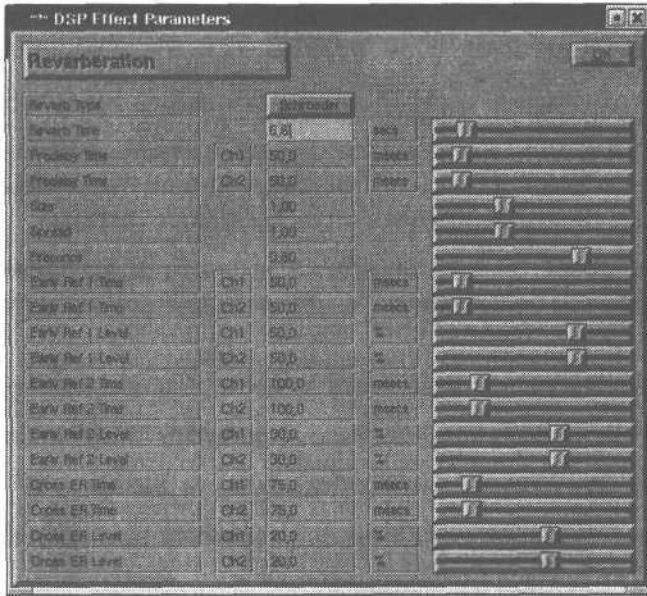 DSP Effect Parameters
Reverberation
OK
Reverb Type Schroeder
Reverb Time 6,8 secs
Predelay Time Ch1 50,0 msecs
Predelay Time Ch2 50,0 msecs
Size 1,00
Spread 1,00
Presence 0,80
Early Ref 1 Time Ch1 50,0 msecs
Early Ref 1 Time Ch2 50,0 msecs
Early Ref 1 Level Ch1 50,0 %
Early Ref 1 Level Ch2 50,0 %
Early Ref 2 Time Ch1 100,0 msecs
Early Ref 2 Time Ch2 100,0 msecs
Early Ref 2 Level Ch1 30,0 %
Early Ref 2 Level Ch2 30,0 %
Cross ER Time Ch1 75,0 msecs
Cross ER Time Ch2 75,0 msecs
Cross ER Level Ch1 20,0 %
Cross ER Level Ch2 20,0 %